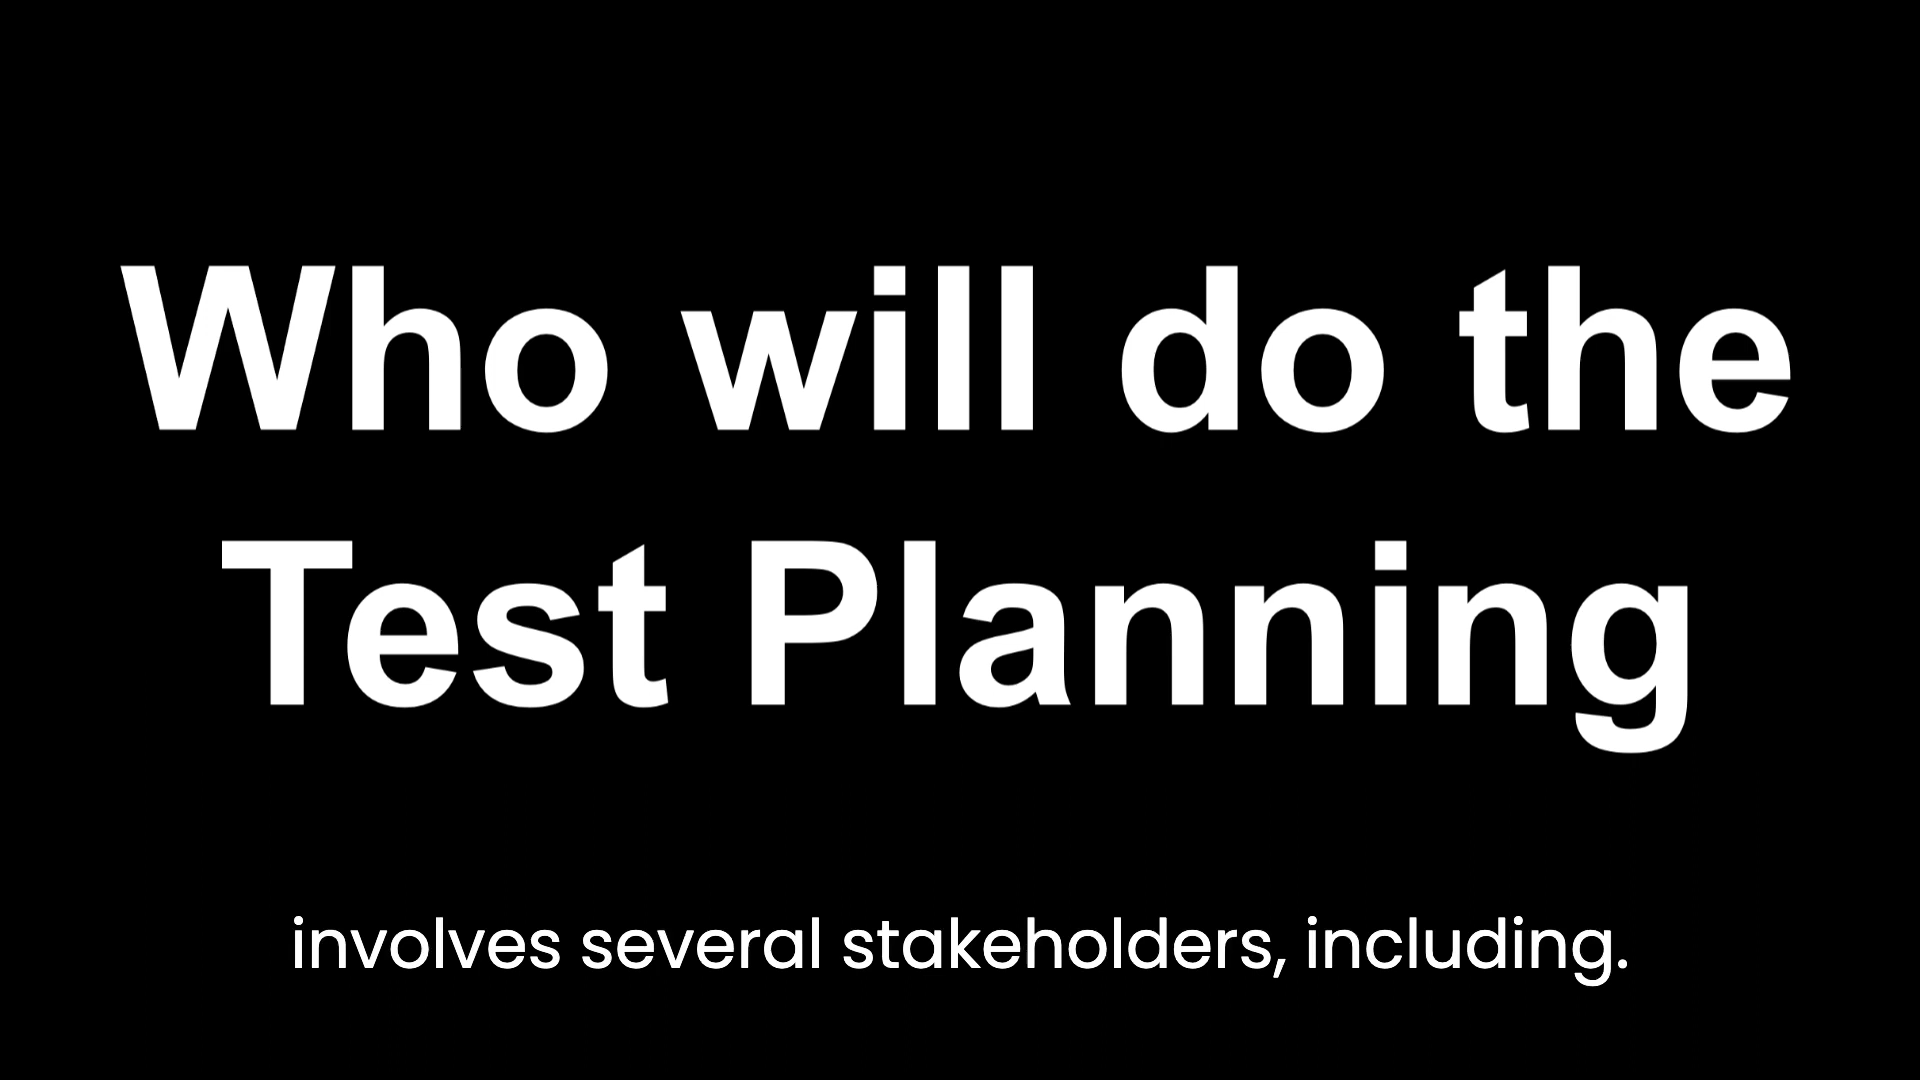 Who will do the
Test Planning
involves several stakeholders, including.